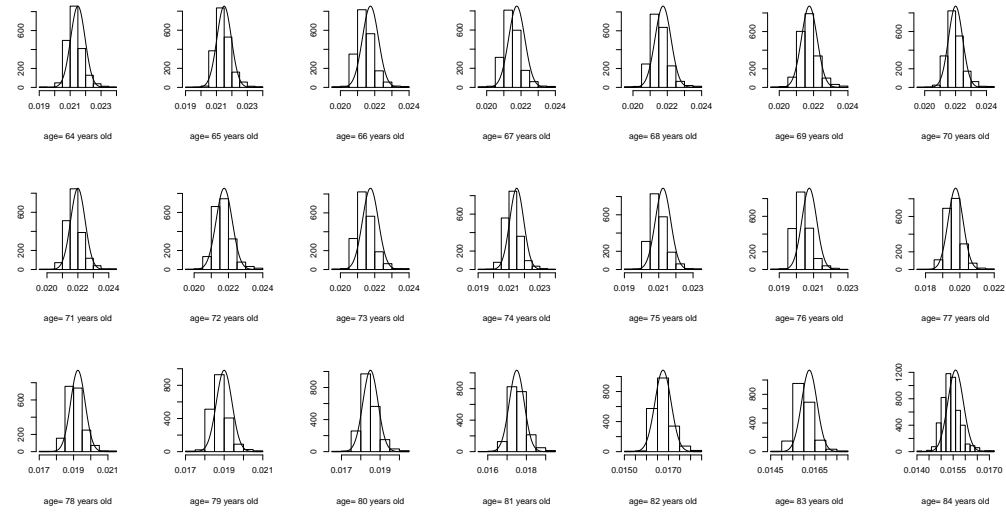 0 200 600
0.019 0.021 0.023
age= 64 years old
0 200 600
0.019 0.021 0.023
age= 65 years old
0 200 600
0.020 0.022 0.024
age= 66 years old
0 200 600
0.020 0.022 0.024
age= 67 years old
0 200 600
0.020 0.022 0.024
age= 68 years old
0 200 600
0.020 0.022 0.024
age= 69 years old
0 200 600
0.020 0.022 0.024
age= 70 years old
0 200 600
0.020 0.022 0.024
age= 71 years old
0 200 600
0.020 0.022 0.024
age= 72 years old
0 200 600
0.020 0.022 0.024
age= 73 years old
0 200 600
0.019 0.021 0.023
age= 74 years old
0 200 600
0.019 0.021 0.023
age= 75 years old
0 200 600
0.019 0.021 0.023
age= 76 years old
0 200 600
0.018 0.020 0.022
age= 77 years old
0 200 600
0.017 0.019 0.021
age= 78 years old
0 400 800
0.017 0.019 0.021
age= 79 years old
0 400 800
0.017 0.019
age= 80 years old
0 400 800
0.016 0.018
age= 81 years old
0 400 800
0.0150 0.0170
age= 82 years old
0 400 800
0.0145 0.0165
age= 83 years old
0 400 800 1200
0.0140 0.0155 0.0170
age= 84 years old